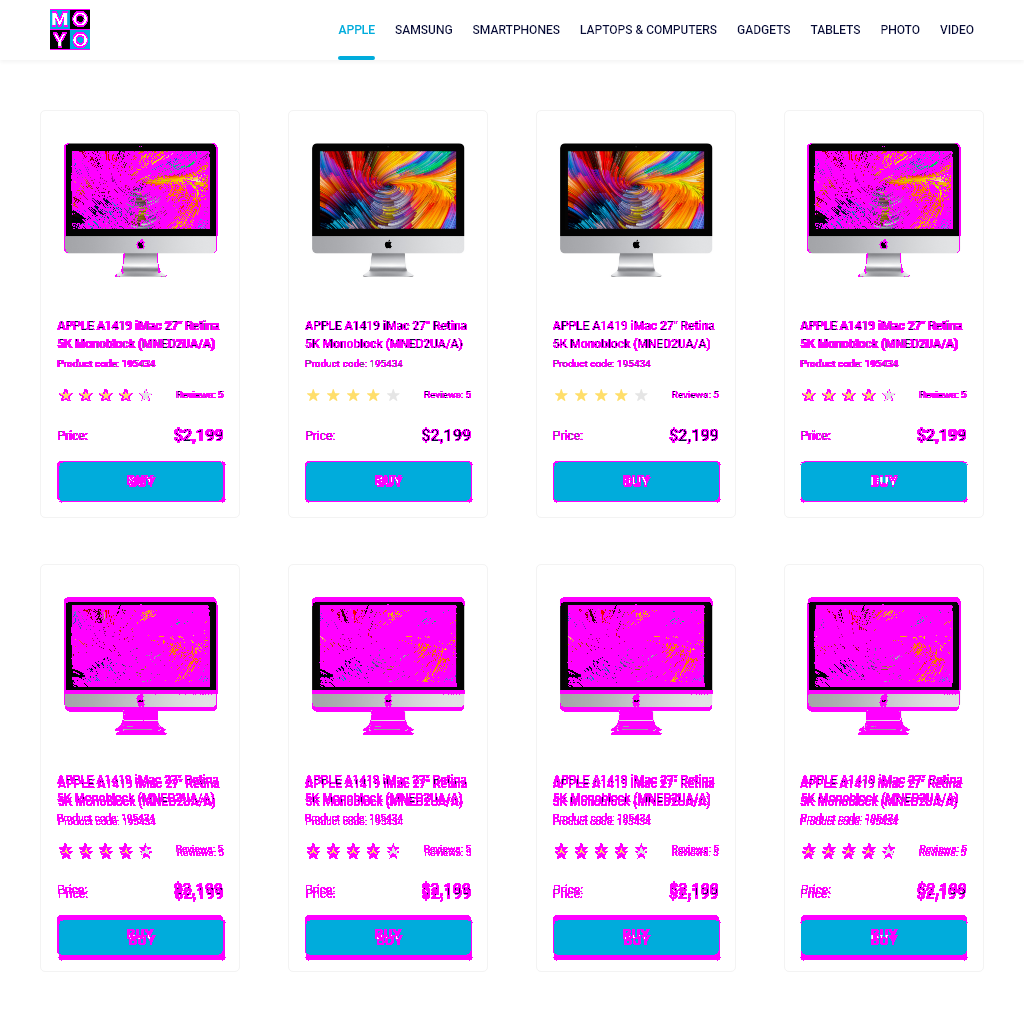 MO
YO
APPLE SAMSUNG SMARTPHONES LAPTOPS & COMPUTERS GADGETS TABLETS PHOTO VIDEO
APPLE A1419 iMac 27" Retina
5K Monoblock (MNED2UA/A)
Product code: 195434
Reviews: 5
Price: $2,199
BUY
APPLE A1419 iMac 27" Retina
5K Monoblock (MNED2UA/A)
Product code: 195434
Reviews: 5
Price: $2,199
BUY
APPLE A1419 iMac 27" Retina
5K Monoblock (MNED2UA/A)
Product code: 195434
Reviews: 5
Price: $2,199
BUY
APPLE A1419 iMac 27" Retina
5K Monoblock (MNED2UA/A)
Product code: 195434
Reviews: 5
Price: $2,199
BUY
APPLE A1419 iMac 27" Retina
5K Monoblock (MNED2UA/A)
Product code: 195434
Reviews: 5
Price: $2,199
BUY
APPLE A1419 iMac 27" Retina
5K Monoblock (MNED2UA/A)
Product code: 195434
Reviews: 5
Price: $2,199
BUY
APPLE A1419 iMac 27" Retina
5K Monoblock (MNED2UA/A)
Product code: 195434
Reviews: 5
Price: $2,199
BUY
APPLE A1419 iMac 27" Retina
5K Monoblock (MNED2UA/A)
Product code: 195434
Reviews: 5
Price: $2,199
BUY